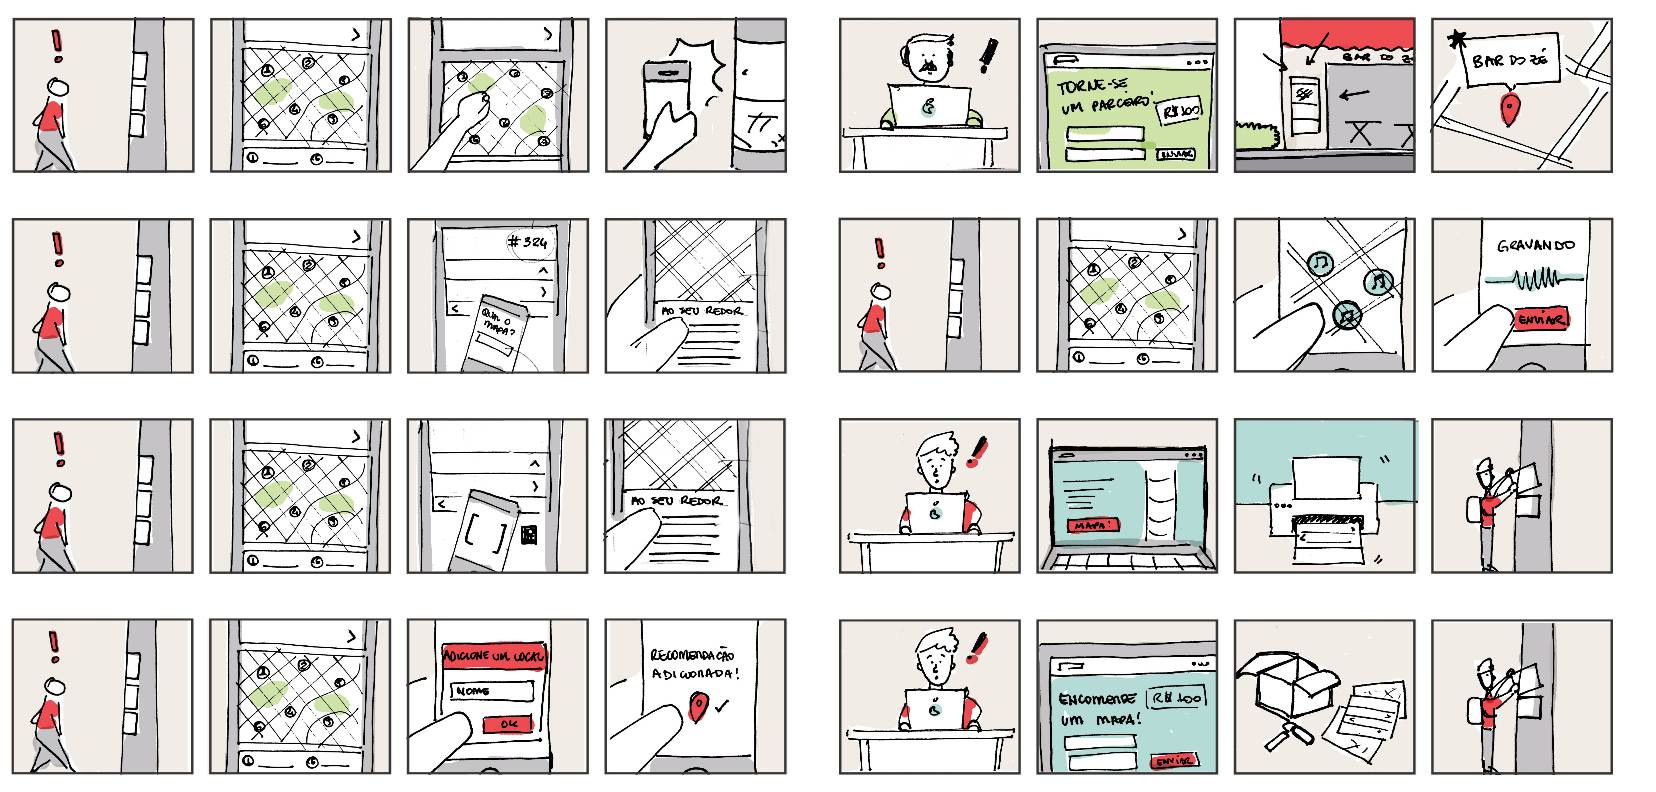 TORNE-SE
UM PARCEIRO!
R$ 100
ENVIAR
BAR DO ZÉ
BAR DO ZÉ
#324
QUAL O
MAPA?
AO SEU REDOR
GRAVANDO
ENVIAR
AO SEU REDOR
MAPA!
ADICIONE UM LOCAL
NOME
OK
RECOMENDAÇÃO
ADICIONADA!
ENCOMENDE
UM MAPA!
R$ 100
ENVIAR